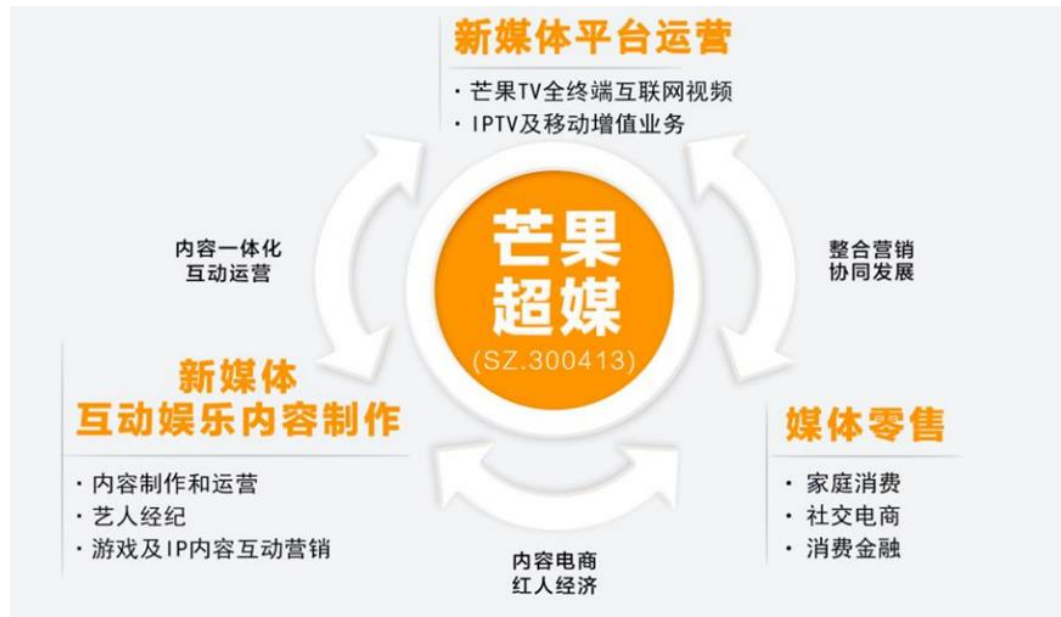 新媒体平台运营
· 芒果TV全终端互联网视频
· IPTV及移动增值业务
内容一体化
互动运营
芒果
超媒
(SZ.300413)
整合营销
协同发展
新媒体
互动娱乐内容制作
· 内容制作和运营
· 艺人经纪
· 游戏及IP内容互动营销
媒体零售
· 家庭消费
· 社交电商
· 消费金融
内容电商
红人经济